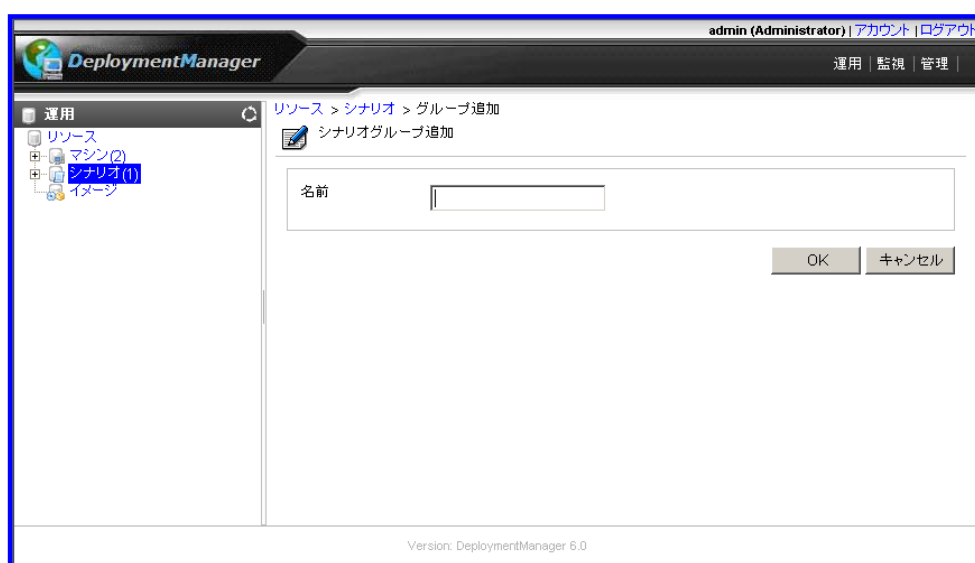 admin (Administrator) | アカウント | ログアウト
DeploymentManager
運用 | 監視 | 管理 |
運用
リソース > シナリオ > グループ追加
リソース
シナリオグループ追加
マシン(2)
シナリオ(1)
イメージ
名前
OK キャンセル
Version: DeploymentManager 6.0